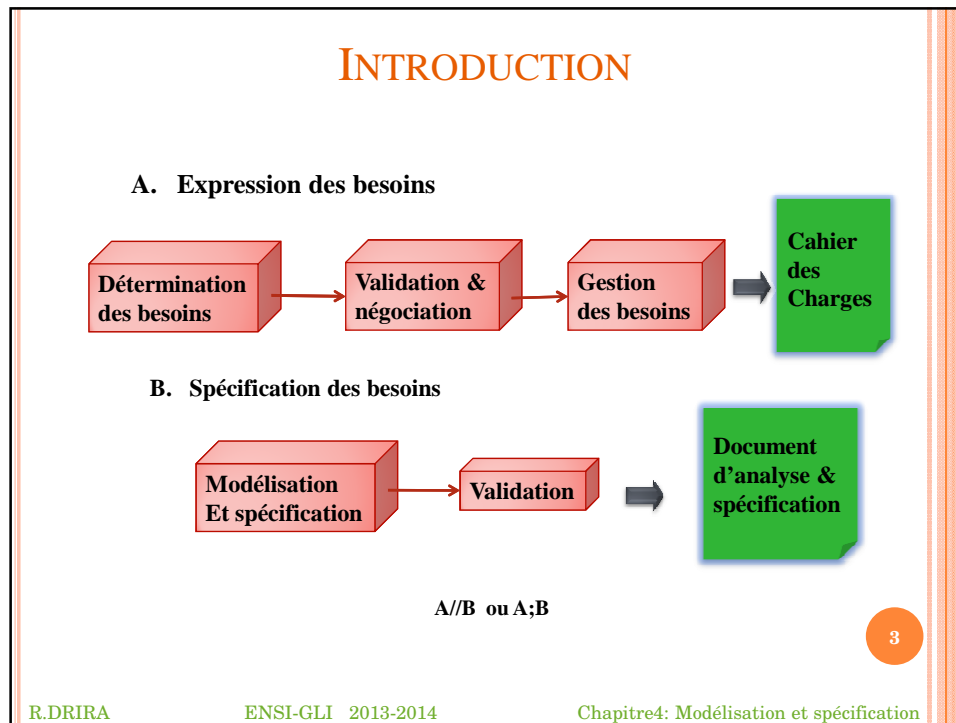 INTRODUCTION
A. Expression des besoins
Détermination
des besoins
Validation &
négociation
Gestion
des besoins
Cahier
des
Charges
B. Spécification des besoins
Modélisation
Et spécification
Validation
Document
d'analyse &
spécification
A//B ou A;B
3
R.DRIRA ENSI-GLI 2013-2014 Chapitre4: Modélisation et spécification